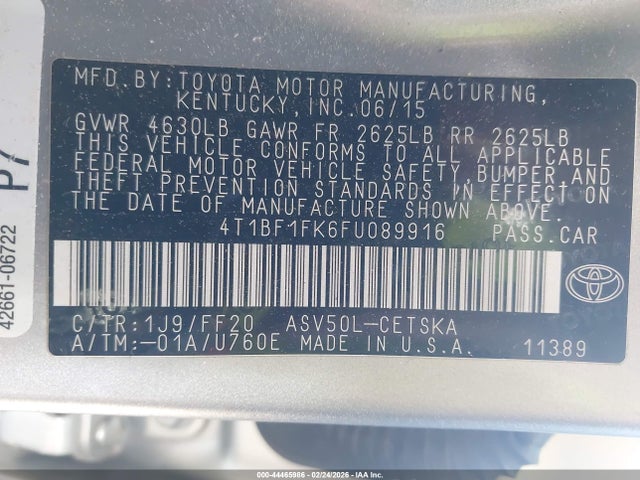 MFD. BY: TOYOTA MOTOR MANUFACTURING,
KENTUCKY, INC. 06/15
GVWR 4630LB GAWR FR 2625LB RR 2625LB
THIS VEHICLE CONFORMS TO ALL APPLICABLE
FEDERAL MOTOR VEHICLE SAFETY, BUMPER, AND
THEFT PREVENTION STANDARDS IN EFFECT ON
THE DATE OF MANUFACTURE SHOWN ABOVE.
4T1BF1FK6FU089916 PASS.CAR
C/TR:1J9/FF20 ASV50L-CETSKA
A/TM:-01A/U760E MADE IN U.S.A. 11389
TOYOTA
P7
42661-06722
000-44465986 - 02/24/2026 - IAA Inc.